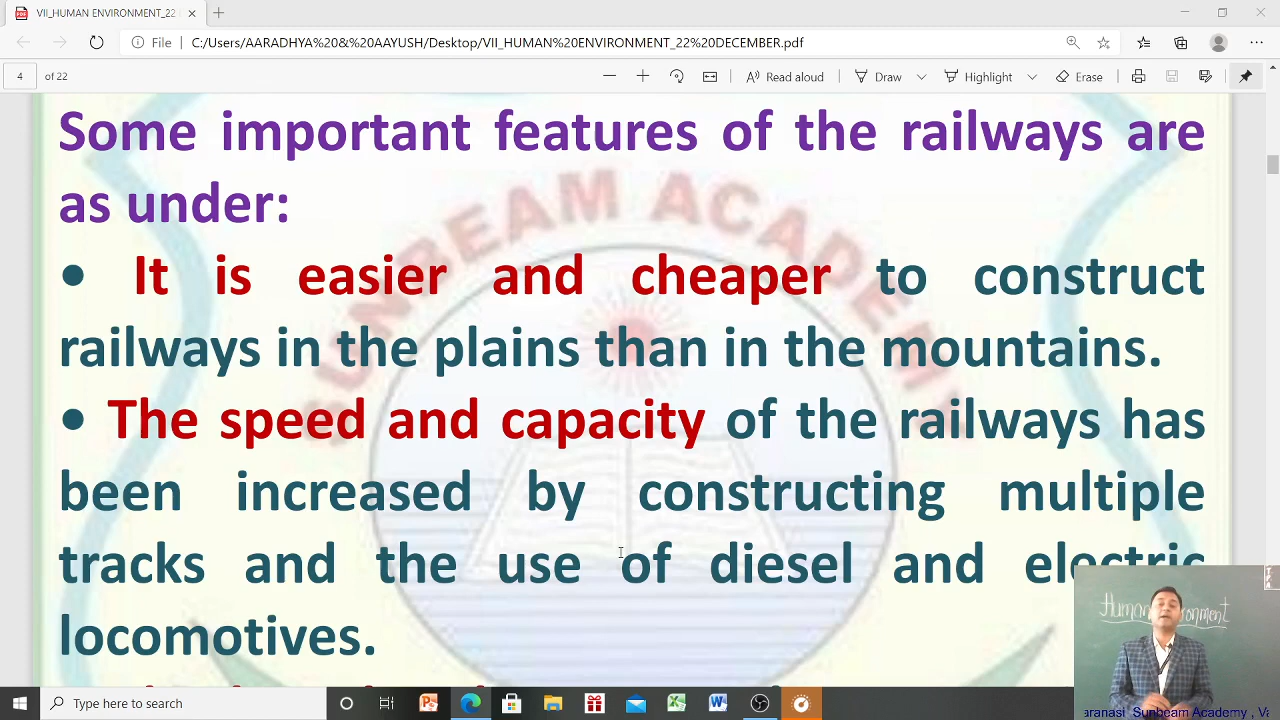 VII_HUMAN ENVIRONMENT_22
File C:/Users/AARADHYA%20&%20AAYUSH/Desktop/VII_HUMAN%20ENVIRONMENT_22%20DECEMBER.pdf
4 of 22 Read aloud Draw Highlight Erase
SUNBEAM ACADEMY
Some important features of the railways are
as under:
• It is easier and cheaper to construct
railways in the plains than in the mountains.
• The speed and capacity of the railways has
been increased by constructing multiple
tracks and the use of diesel and electric
locomotives.
Human
Type here to search
Sunbeam Academy